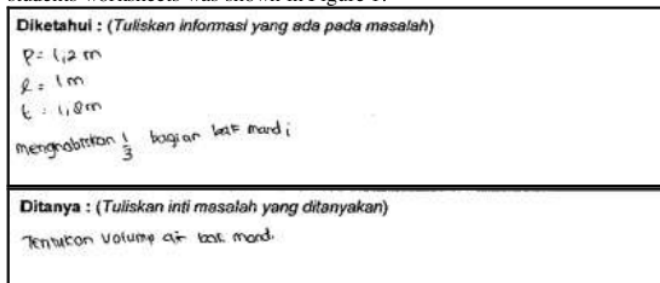 students worksheets was shown in Figure 1.
Diketahui : (Tuliskan informasi yang ada pada masalah)
P = 1,2 m
l = 1 m
t : 1,8 m
menghabiskan 1/3 bagian bak mandi
Ditanya : (Tuliskan inti masalah yang ditanyakan)
Tentukan volume air bak mandi.